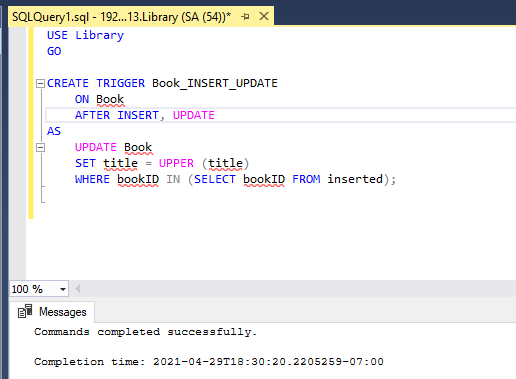 SQLQuery1.sql - 192...13.Library (SA (54))*
USE Library
GO
CREATE TRIGGER Book_INSERT_UPDATE
ON Book
AFTER INSERT, UPDATE
AS
UPDATE Book
SET title = UPPER (title)
WHERE bookID IN (SELECT bookID FROM inserted);
100 %
Messages
Commands completed successfully.
Completion time: 2021-04-29T18:30:20.2205259-07:00